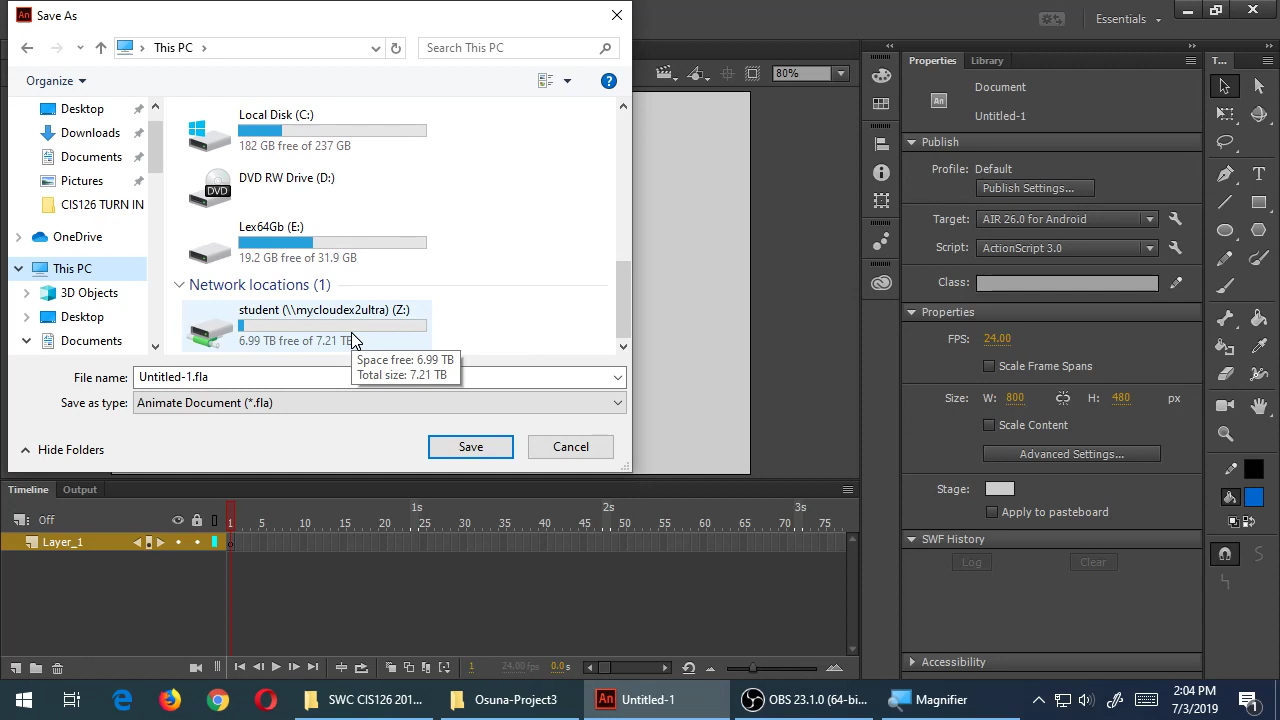 An Save As
This PC
Search This PC
Organize
Desktop
Downloads
Documents
Pictures
CIS126 TURN IN
OneDrive
This PC
3D Objects
Desktop
Documents
Local Disk (C:)
182 GB free of 237 GB
DVD
DVD RW Drive (D:)
Lex64Gb (E:)
19.2 GB free of 31.9 GB
Network locations (1)
student (\\mycloudex2ultra) (Z:)
6.99 TB free of 7.21 TB
Space free: 6.99 TB
Total size: 7.21 TB
File name: Untitled-1.fla
Save as type: Animate Document (*.fla)
Hide Folders
Save
Cancel
Essentials
80%
Properties Library
T...
An
Document
Untitled-1
Publish
Profile: Default
Publish Settings...
Target: AIR 26.0 for Android
Script: ActionScript 3.0
Class:
Properties
FPS: 24.00
Scale Frame Spans
Size: W: 800 H: 480 px
Scale Content
Advanced Settings...
Stage:
Apply to pasteboard
SWF History
Log Clear
Accessibility
Timeline Output
1s 2s 3s
Off 1 5 10 15 20 25 30 35 40 45 50 55 60 65 70 75
Layer_1
1 24.00 fps 0.0 s
SWC CIS126 201...
Osuna-Project3
An Untitled-1
OBS 23.1.0 (64-bi...
Magnifier
2:04 PM
7/3/2019
1